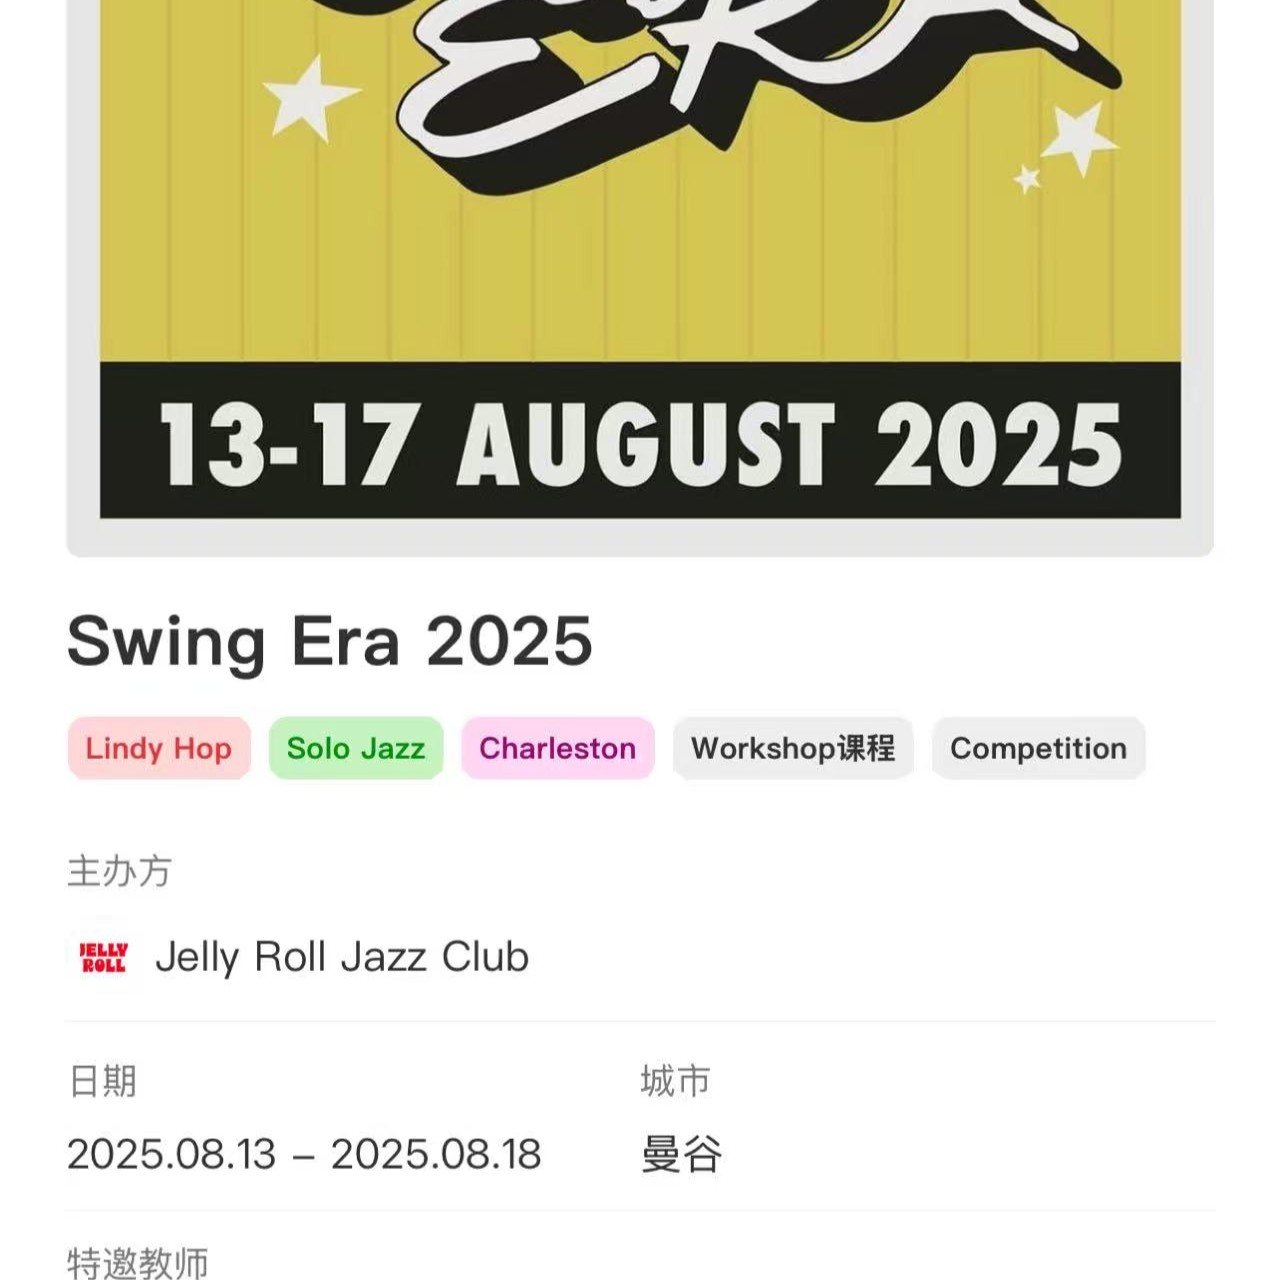 ERA
13-17 AUGUST 2025
Swing Era 2025
Lindy Hop Solo Jazz Charleston Workshop课程 Competition
主办方
JELLY
ROLL
Jelly Roll Jazz Club
日期 城市
2025.08.13 – 2025.08.18 曼谷
特邀教师